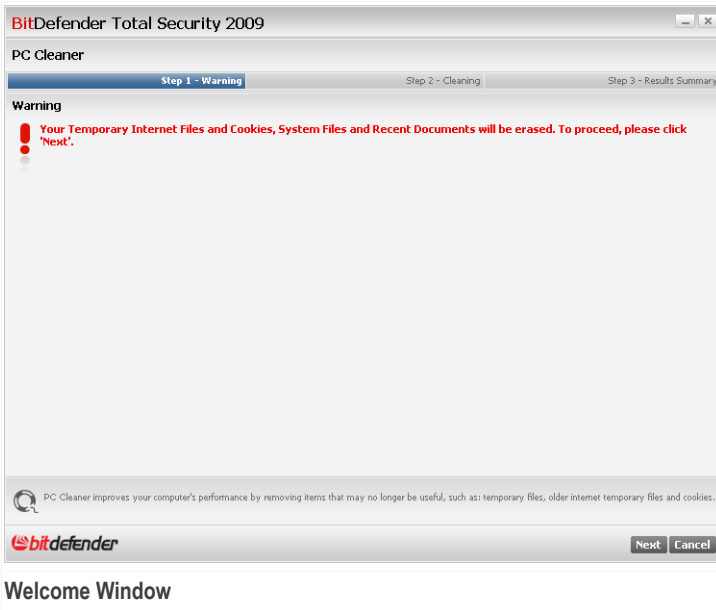 BitDefender Total Security 2009
PC Cleaner
Step 1 - Warning
Step 2 - Cleaning
Step 3 - Results Summary
Warning
Your Temporary Internet Files and Cookies, System Files and Recent Documents will be erased. To proceed, please click
'Next'.
PC Cleaner improves your computer's performance by removing items that may no longer be useful, such as: temporary files, older internet temporary files and cookies.
bitdefender
Next
Cancel
Welcome Window